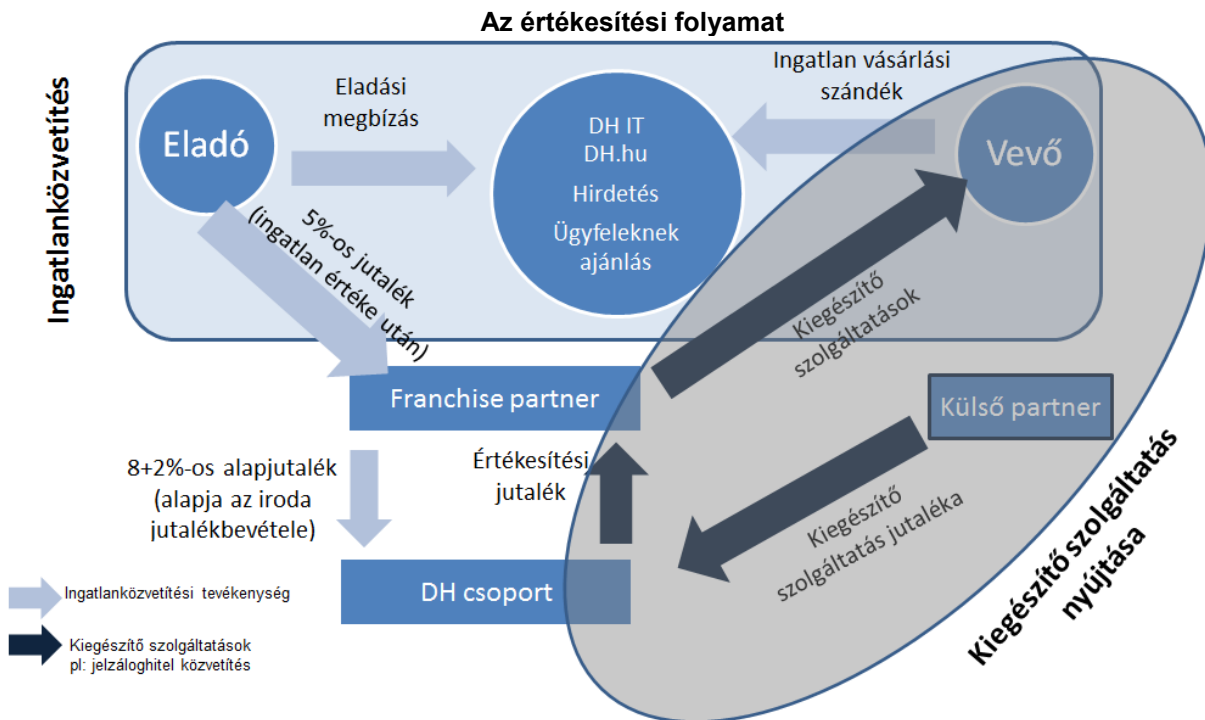 Az értékesítési folyamat
Ingatlanközvetítés
Eladó
Eladási
megbízás
DH IT
DH.hu
Hirdetés
Ügyfeleknek
ajánlás
Ingatlan vásárlási
szándék
Vevő
5%-os jutalék
(ingatlan értéke után)
Kiegészítő
szolgáltatások
Franchise partner
Külső partner
8+2%-os alapjutalék
(alapja az iroda
jutalékbevétele)
Értékesítési
jutalék
Kiegészítő
szolgáltatás jutaléka
DH csoport
Kiegészítő szolgáltatás
nyújtása
Ingatlanközvetítési tevékenység
Kiegészítő szolgáltatások
pl: jelzáloghitel közvetítés